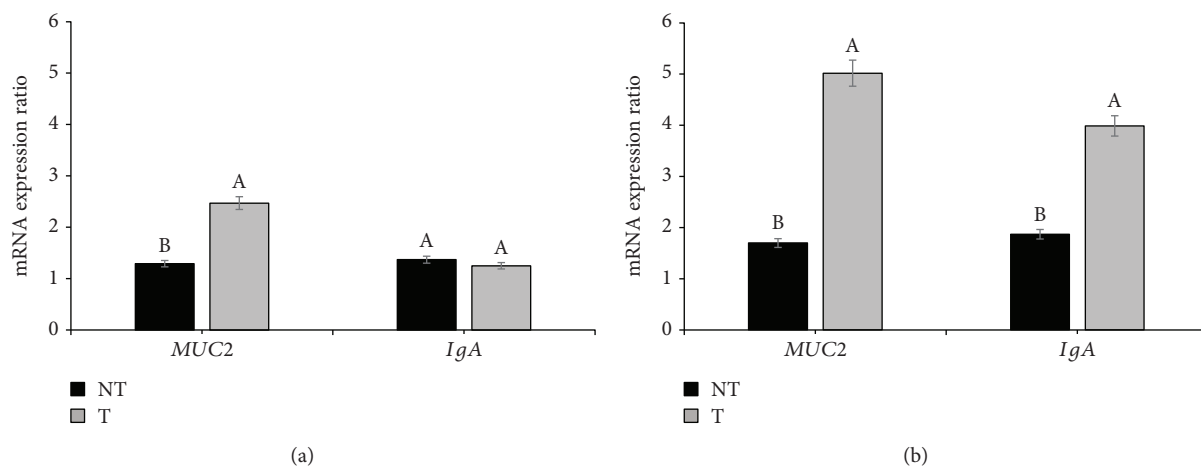 6
5
4
3
2
1
0
mRNA expression ratio
B
A
A
A
MUC2
IgA
NT
T
(a)
6
5
4
3
2
1
0
mRNA expression ratio
B
A
B
A
MUC2
IgA
NT
T
(b)